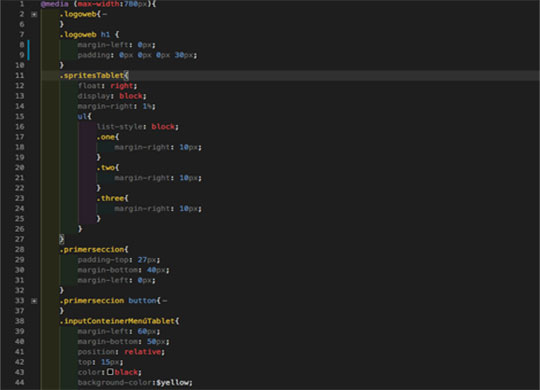 1 @media (max-width:780px){
2 .logoweb{⋯
6 }
7 .logoweb h1 {
8 margin-left: 0px;
9 padding: 0px 0px 0px 30px;
10 }
11 .spritesTablet{
12 float: right;
13 display: block;
14 margin-right: 1%;
15 ul{
16 list-style: block;
17 .one{
18 margin-right: 10px;
19 }
20 .two{
21 margin-right: 10px;
22 }
23 .three{
24 margin-right: 10px;
25 }
26 }
27 }
28 .primerseccion{
29 padding-top: 27px;
30 margin-bottom: 40px;
31 margin-left: 0px;
32 }
33 .primerseccion button{⋯
37 }
38 .inputConteinerMenúTablet{
39 margin-left: 60px;
40 margin-bottom: 50px;
41 position: relative;
42 top: 15px;
43 color:black;
44 background-color:$yellow;